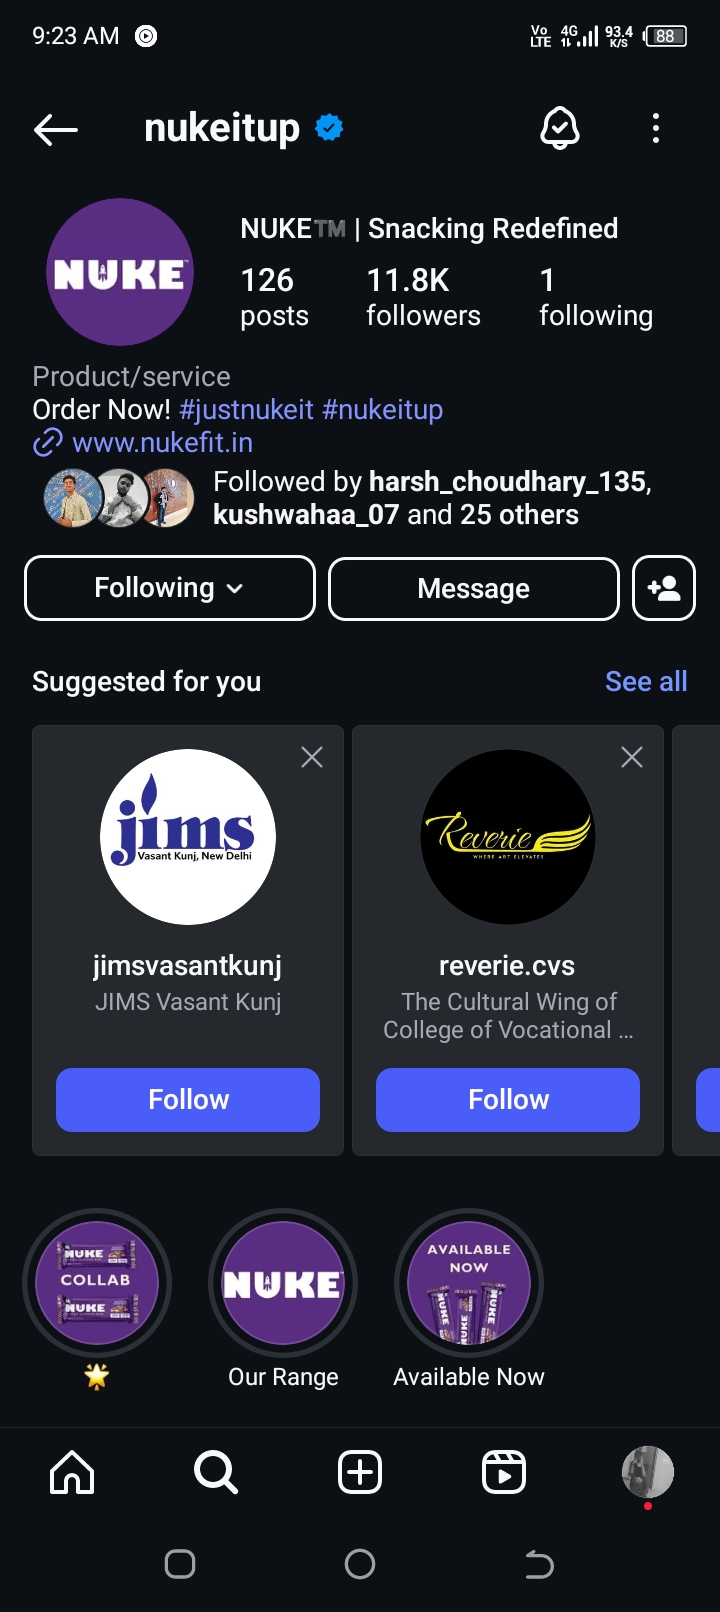 9:23 AM
Vo LTE 4G 93.4 K/S 88
nukeitup
NUKE
NUKE™️ | Snacking Redefined
126 11.8K 1
posts followers following
Product/service
Order Now! #justnukeit #nukeitup
www.nukefit.in
Followed by harsh_choudhary_135,
kushwahaa_07 and 25 others
Following Message
Suggested for you See all
jims
Vasant Kunj, New Delhi
Reverie
WHERE ART ELEVATES
jimsvasantkunj reverie.cvs
JIMS Vasant Kunj
The Cultural Wing of
College of Vocational ...
Follow Follow
NUKE
COLLAB
NUKE
NUKE
AVAILABLE
NOW
NUKE NUKE NUKE
🌟 Our Range Available Now